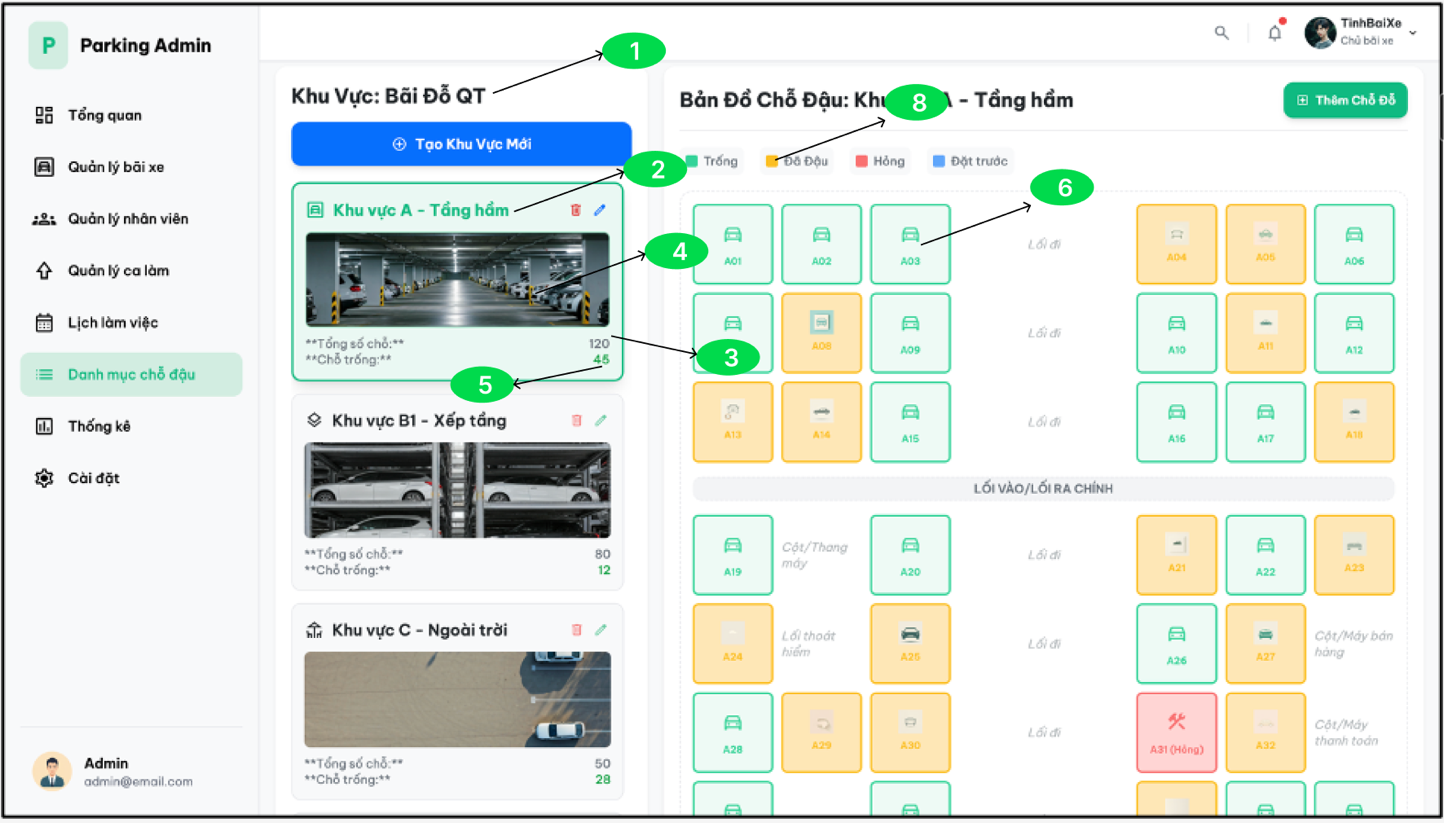 P Parking Admin
Tổng quan
Quản lý bãi xe
Quản lý nhân viên
Quản lý ca làm
Lịch làm việc
Danh mục chỗ đậu
Thống kê
Cài đặt
Admin
admin@email.com
TinhBaiXe
Chủ bãi xe
Khu Vực: Bãi Đỗ QT
1
Tạo Khu Vực Mới
2
Khu vực A - Tầng hầm
4
**Tổng số chỗ:** 120
**Chỗ trống:** 45
3
5
Khu vực B1 - Xếp tầng
**Tổng số chỗ:** 80
**Chỗ trống:** 12
Khu vực C - Ngoài trời
**Tổng số chỗ:** 50
**Chỗ trống:** 28
Bản Đồ Chỗ Đậu: Khu A - Tầng hầm
8
Thêm Chỗ Đỗ
Trống Đã Đậu Hỏng Đặt trước
6
A01 A02 A03 Lối đi A04 A05 A06
A08 A09 Lối đi A10 A11 A12
A13 A14 A15 Lối đi A16 A17 A18
LỐI VÀO/LỐI RA CHÍNH
A19 Cột/Thang máy A20 Lối đi A21 A22 A23
A24 Lối thoát hiểm A25 Lối đi A26 A27 Cột/Máy bán hàng
A28 A29 A30 Lối đi A31 (Hỏng) A32 Cột/Máy thanh toán